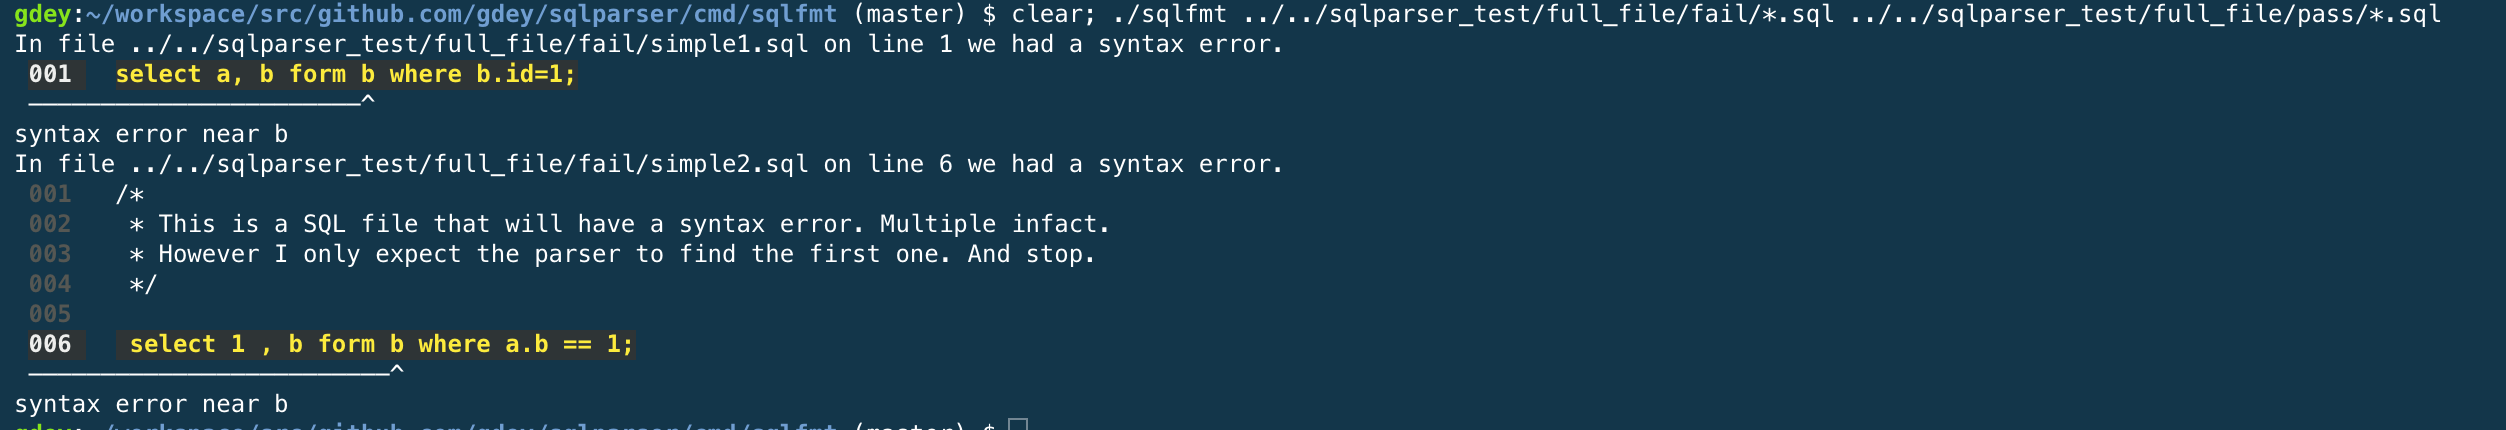 gdey:~/workspace/src/github.com/gdey/sqlparser/cmd/sqlfmt (master) $ clear; ./sqlfmt ../../sqlparser_test/full_file/fail/*.sql ../../sqlparser_test/full_file/pass/*.sql
In file ../../sqlparser_test/full_file/fail/simple1.sql on line 1 we had a syntax error.
001   select a, b form b where b.id=1;
───────────────────────^
syntax error near b
In file ../../sqlparser_test/full_file/fail/simple2.sql on line 6 we had a syntax error.
001   /*
002    * This is a SQL file that will have a syntax error. Multiple infact.
003    * However I only expect the parser to find the first one. And stop.
004    */
005
006    select 1 , b form b where a.b == 1;
─────────────────────────^
syntax error near b
gdey:~/workspace/src/github.com/gdey/sqlparser/cmd/sqlfmt (master) $